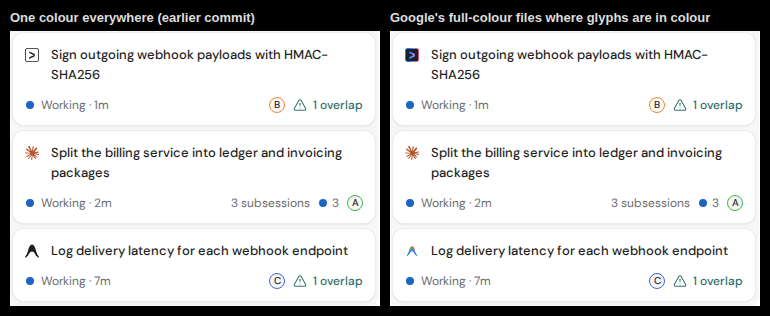 One colour everywhere (earlier commit)
Sign outgoing webhook payloads with HMAC-
SHA256
Working · 1m
B
1 overlap
Split the billing service into ledger and invoicing
packages
Working · 2m
3 subsessions
3
A
Log delivery latency for each webhook endpoint
Working · 7m
C
1 overlap
Google's full-colour files where glyphs are in colour
Sign outgoing webhook payloads with HMAC-
SHA256
Working · 1m
B
1 overlap
Split the billing service into ledger and invoicing
packages
Working · 2m
3 subsessions
3
A
Log delivery latency for each webhook endpoint
Working · 7m
C
1 overlap